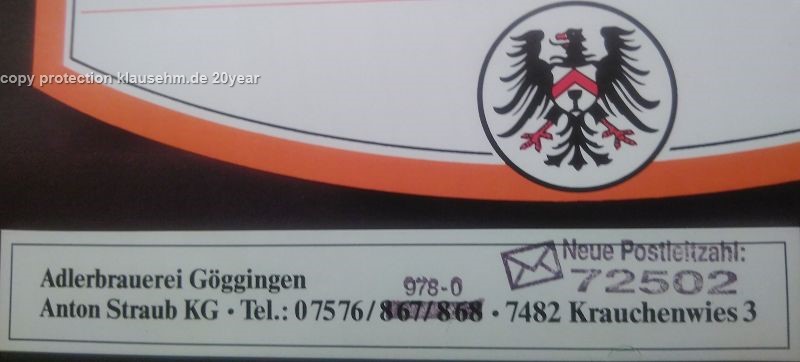 copy protection klausehm.de 20year
Neue Postleitzahl:
72502
Adlerbrauerei Göggingen
978-0
Anton Straub KG · Tel.: 07576/867/868 · 7482 Krauchenwies 3